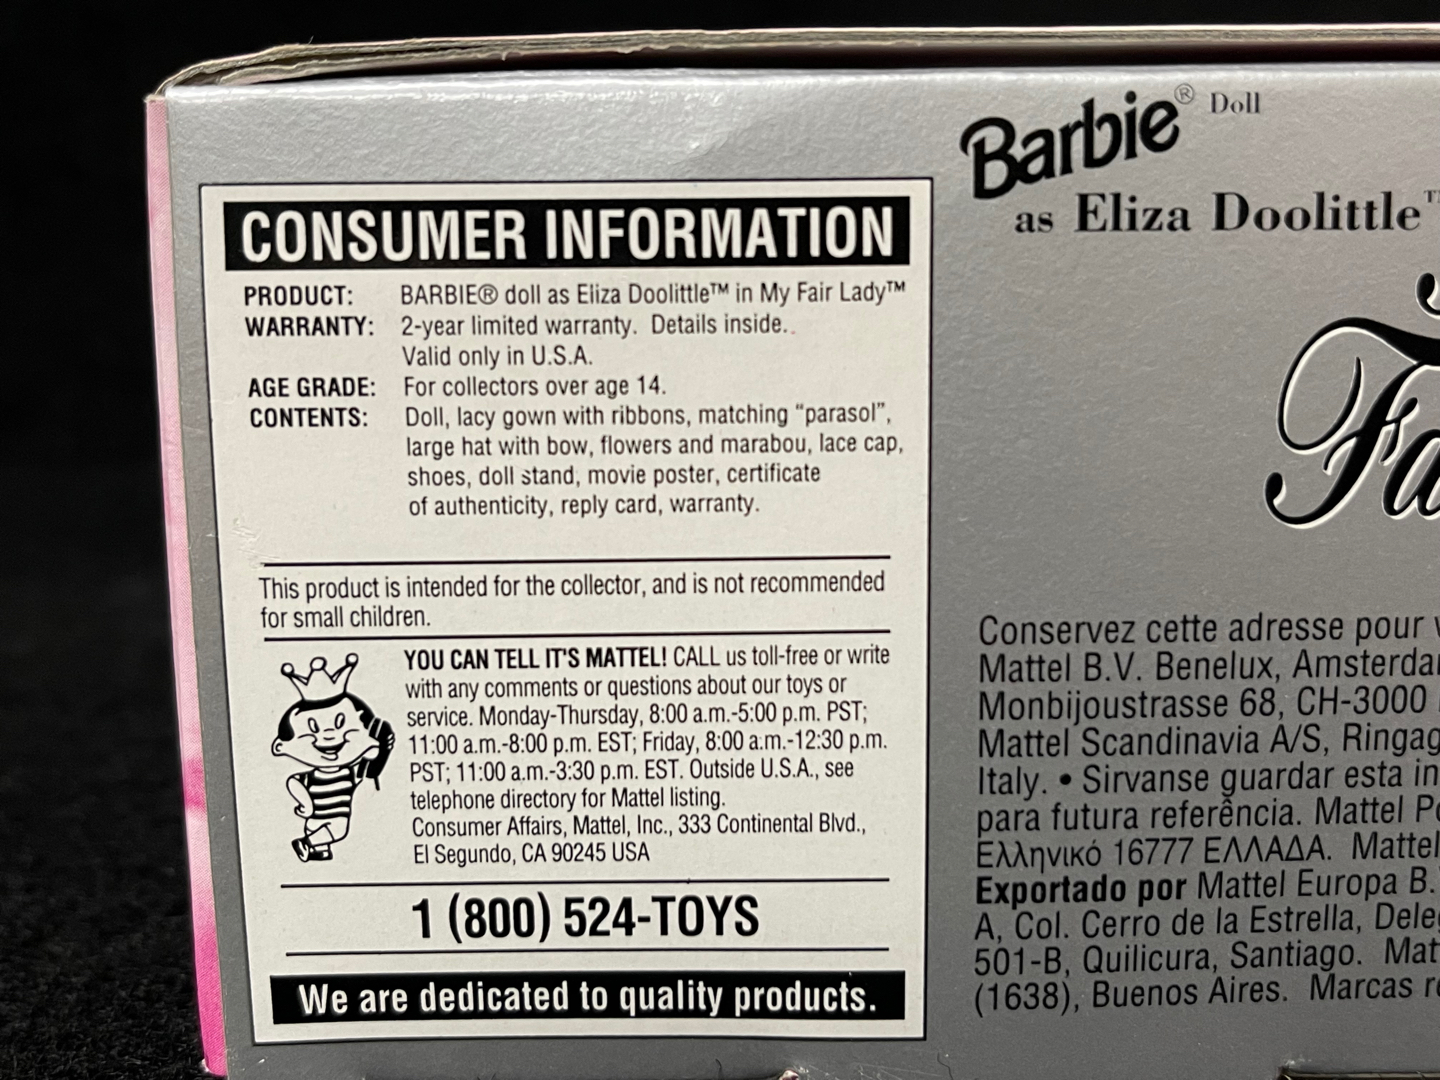 CONSUMER INFORMATION
PRODUCT: BARBIE® doll as Eliza Doolittle™ in My Fair Lady™
WARRANTY: 2-year limited warranty. Details inside.
Valid only in U.S.A.
AGE GRADE: For collectors over age 14.
CONTENTS: Doll, lacy gown with ribbons, matching “parasol”,
large hat with bow, flowers and marabou, lace cap,
shoes, doll stand, movie poster, certificate
of authenticity, reply card, warranty.
This product is intended for the collector, and is not recommended
for small children.
YOU CAN TELL IT'S MATTEL! CALL us toll-free or write
with any comments or questions about our toys or
service. Monday-Thursday, 8:00 a.m.-5:00 p.m. PST;
11:00 a.m.-8:00 p.m. EST; Friday, 8:00 a.m.-12:30 p.m.
PST; 11:00 a.m.-3:30 p.m. EST. Outside U.S.A., see
telephone directory for Mattel listing.
Consumer Affairs, Mattel, Inc., 333 Continental Blvd.,
El Segundo, CA 90245 USA
1 (800) 524-TOYS
We are dedicated to quality products.
Barbie® Doll
as Eliza Doolittle™
Conservez cette adresse pour
Mattel B.V. Benelux,
Monbijoustrasse 68, CH-3000
Mattel Scandinavia A/S,
Italy. • Sirvanse guardar esta
para futura referência. Mattel
Ελληνικό 16777 ΕΛΛΑΔΑ. Mattel
Exportado por Mattel Europa B.
A, Col. Cerro de la Estrella,
501-B, Quilicura, Santiago.
(1638), Buenos Aires. Marcas